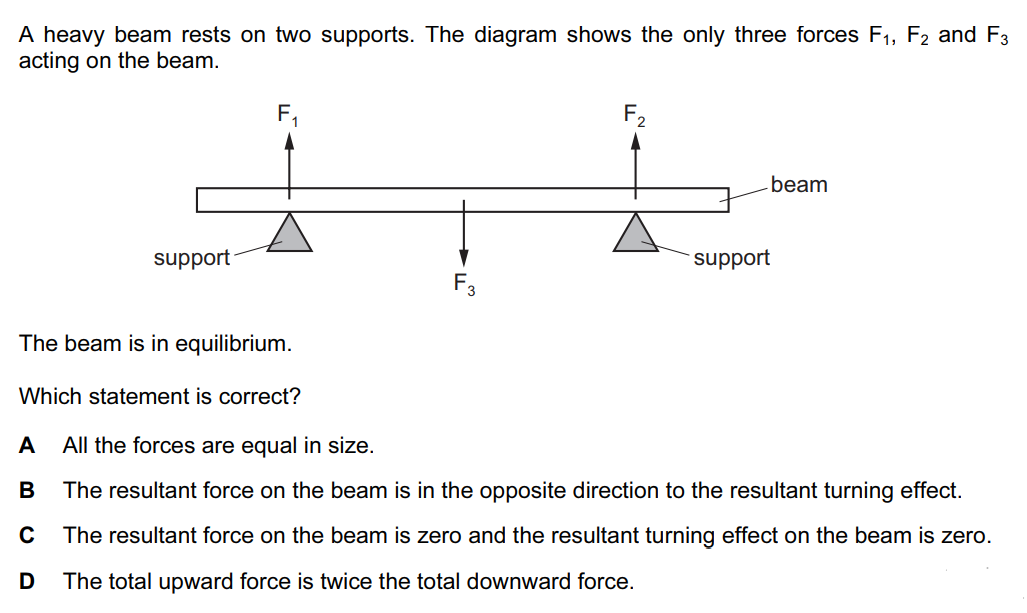 A heavy beam rests on two supports. The diagram shows the only three forces F₁, F₂ and F₃
acting on the beam.
F₁
F₂
beam
support
support
F₃
The beam is in equilibrium.
Which statement is correct?
A All the forces are equal in size.
B The resultant force on the beam is in the opposite direction to the resultant turning effect.
C The resultant force on the beam is zero and the resultant turning effect on the beam is zero.
D The total upward force is twice the total downward force.